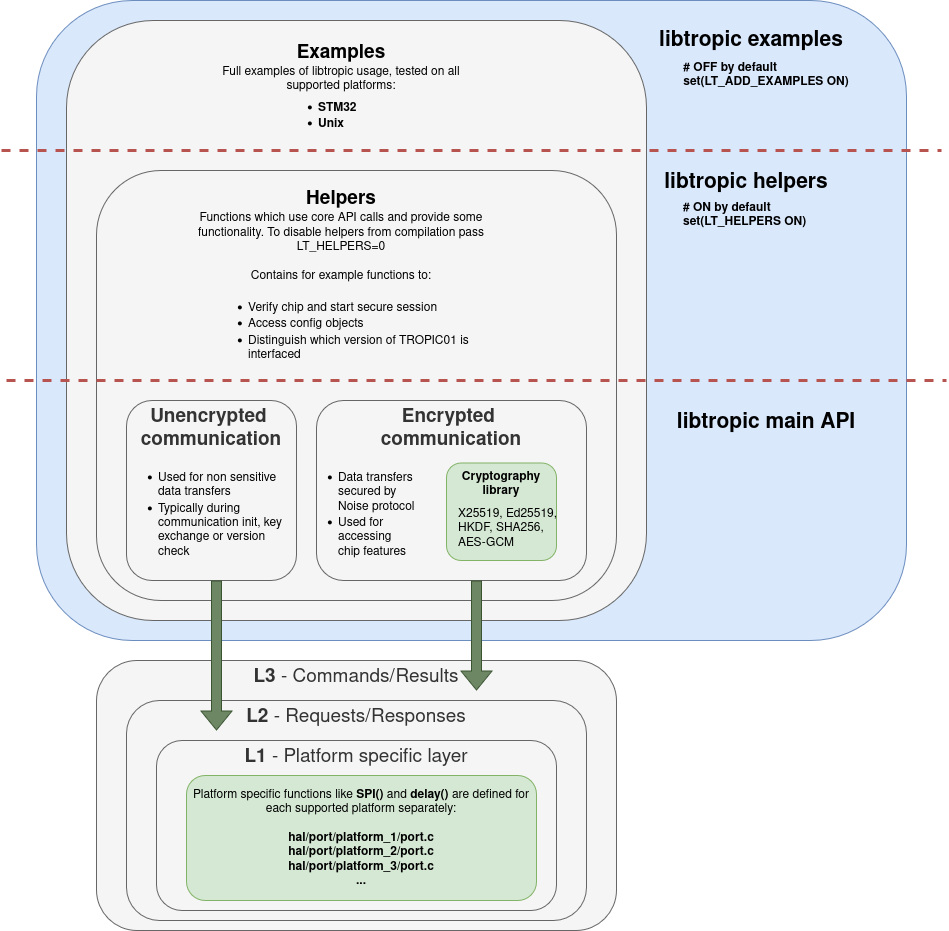 Examples
Full examples of libtropic usage, tested on all
supported platforms:
• STM32
• Unix
libtropic examples
# OFF by default
set(LT_ADD_EXAMPLES ON)
Helpers
Functions which use core API calls and provide some
functionality. To disable helpers from compilation pass
LT_HELPERS=0
Contains for example functions to:
• Verify chip and start secure session
• Access config objects
• Distinguish which version of TROPIC01 is
interfaced
libtropic helpers
# ON by default
set(LT_HELPERS ON)
Unencrypted
communication
• Used for non sensitive
data transfers
• Typically during
communication init, key
exchange or version
check
Encrypted
communication
• Data transfers
secured by
Noise protocol
• Used for
accessing
chip features
Cryptography
library
X25519, Ed25519,
HKDF, SHA256,
AES-GCM
libtropic main API
L3 - Commands/Results
L2 - Requests/Responses
L1 - Platform specific layer
Platform specific functions like SPI() and delay() are defined for
each supported platform separately:
hal/port/platform_1/port.c
hal/port/platform_2/port.c
hal/port/platform_3/port.c
...